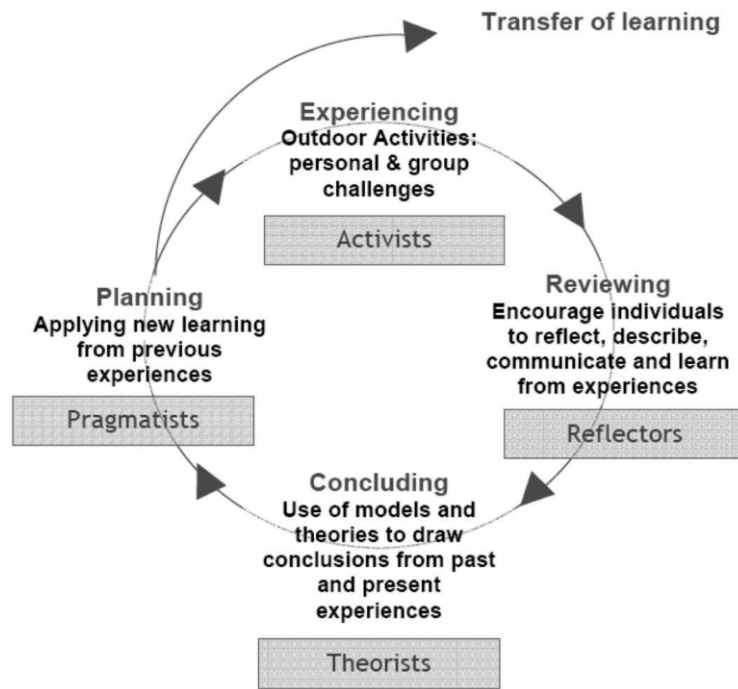 Transfer of learning
Experiencing
Outdoor Activities:
personal & group
challenges
Activists
Reviewing
Encourage individuals
to reflect, describe,
communicate and learn
from experiences
Reflectors
Concluding
Use of models and
theories to draw
conclusions from past
and present
experiences
Theorists
Planning
Applying new learning
from previous
experiences
Pragmatists